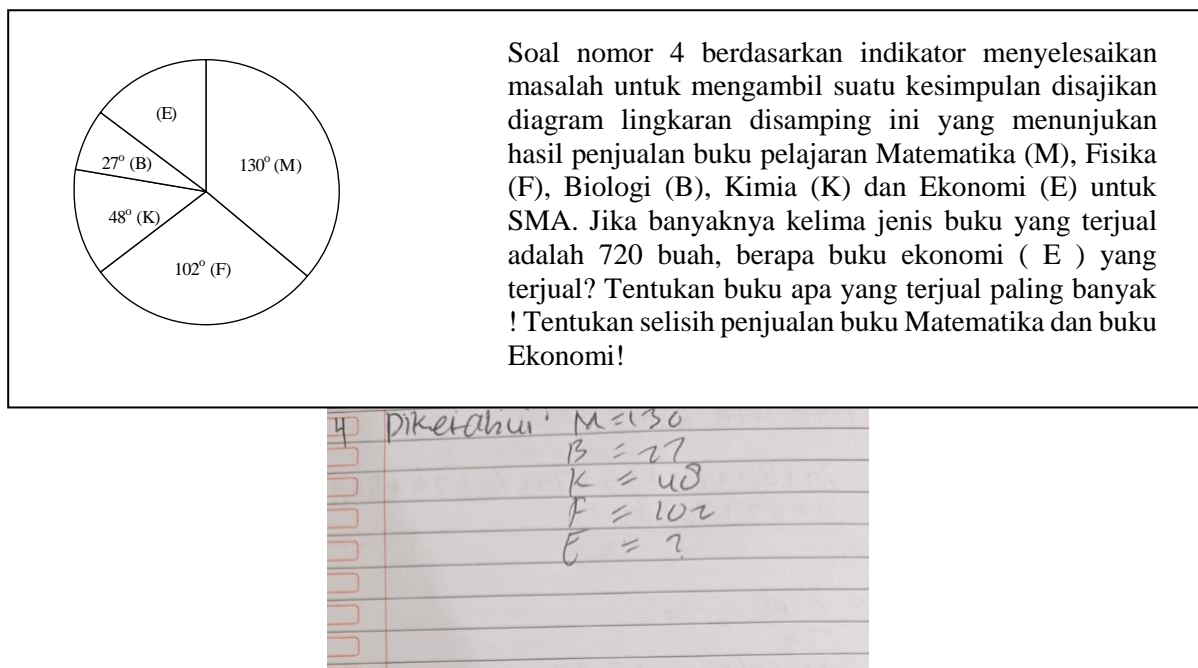 (E)
27° (B)
130° (M)
48° (K)
102° (F)
Soal nomor 4 berdasarkan indikator menyelesaikan
masalah untuk mengambil suatu kesimpulan disajikan
diagram lingkaran disamping ini yang menunjukan
hasil penjualan buku pelajaran Matematika (M), Fisika
(F), Biologi (B), Kimia (K) dan Ekonomi (E) untuk
SMA. Jika banyaknya kelima jenis buku yang terjual
adalah 720 buah, berapa buku ekonomi ( E ) yang
terjual? Tentukan buku apa yang terjual paling banyak
! Tentukan selisih penjualan buku Matematika dan buku
Ekonomi!
4 Diketahui: M=130
B = 27
K = 48
F = 102
E = ?